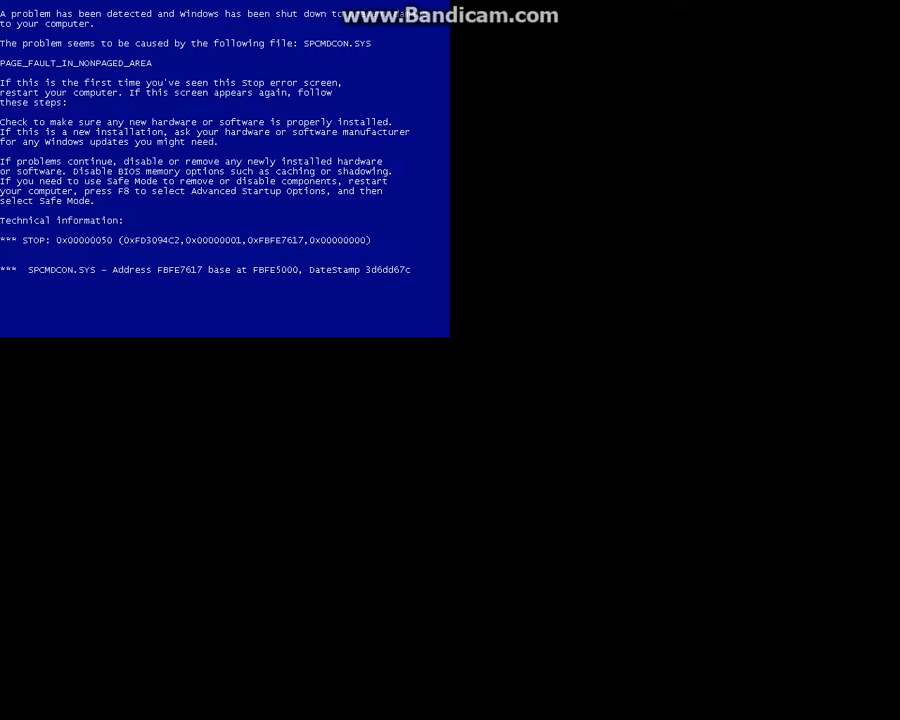 www.Bandicam.com
A problem has been detected and Windows has been shut down to
to your computer.
The problem seems to be caused by the following file: SPCMDCON.SYS
PAGE_FAULT_IN_NONPAGED_AREA
If this is the first time you've seen this Stop error screen,
restart your computer. If this screen appears again, follow
these steps:
Check to make sure any new hardware or software is properly installed.
If this is a new installation, ask your hardware or software manufacturer
for any Windows updates you might need.
If problems continue, disable or remove any newly installed hardware
or software. Disable BIOS memory options such as caching or shadowing.
If you need to use Safe Mode to remove or disable components, restart
your computer, press F8 to select Advanced Startup Options, and then
select Safe Mode.
Technical information:
*** STOP: 0x00000050 (0xFD3094C2,0x00000001,0xFBFE7617,0x00000000)
*** SPCMDCON.SYS - Address FBFE7617 base at FBFE5000, DateStamp 3d6dd67c